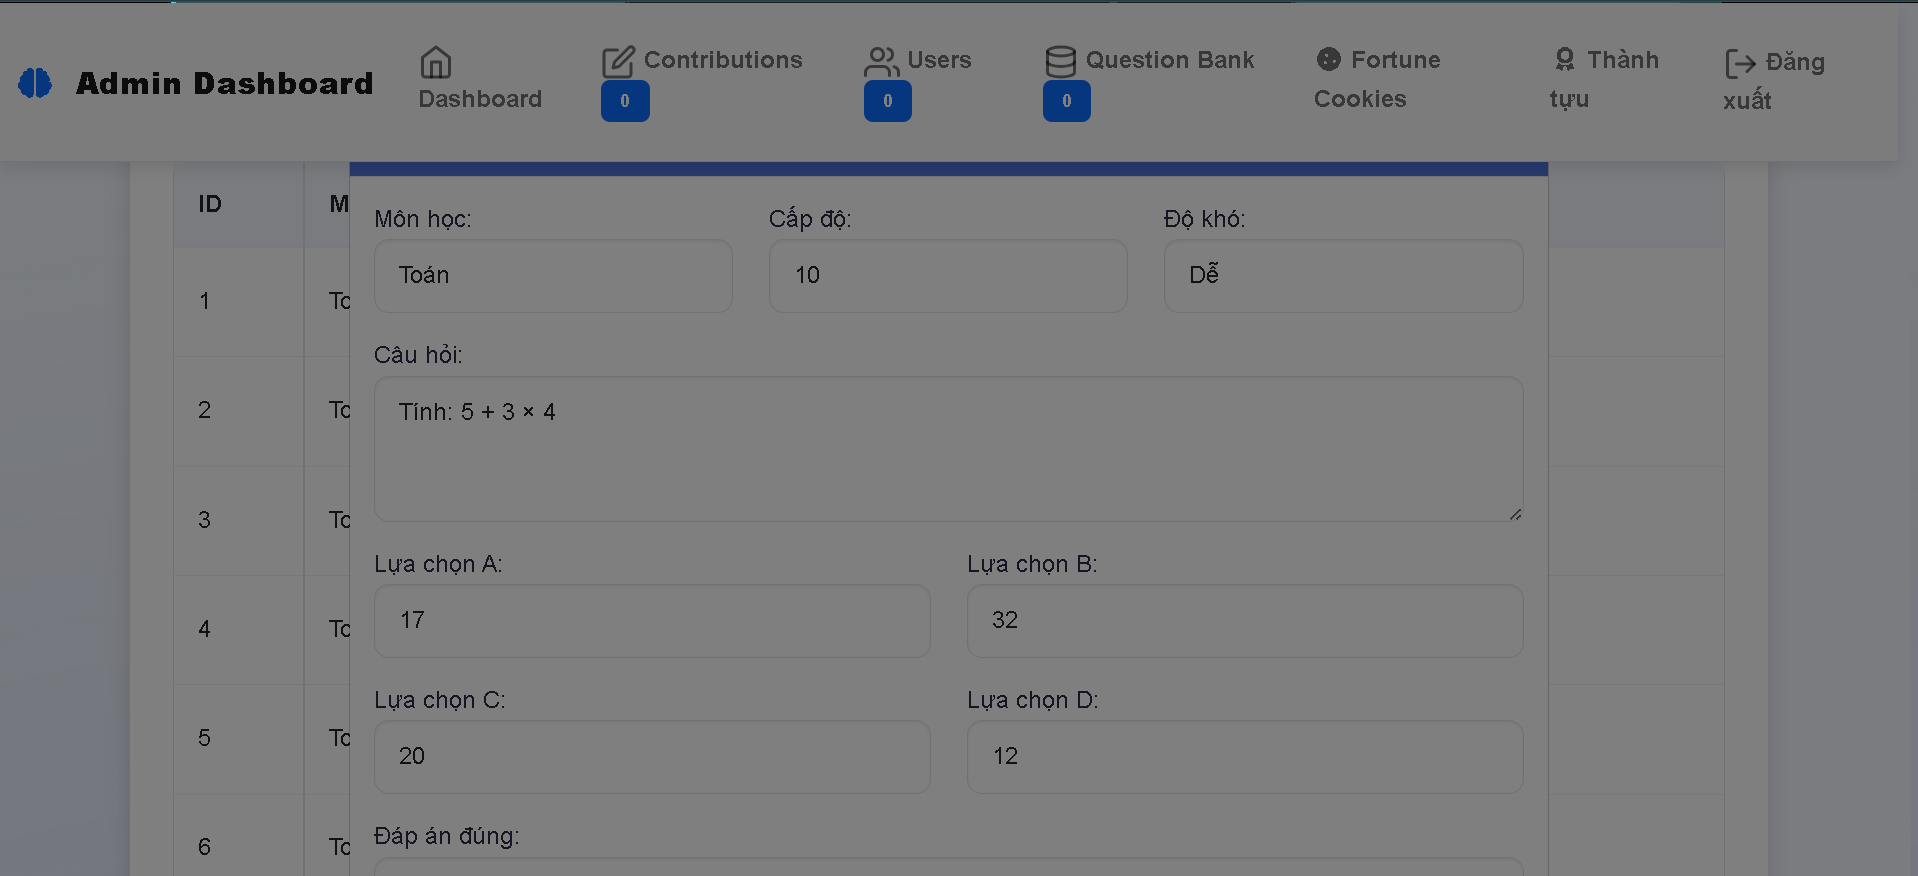 Admin Dashboard
Dashboard
Contributions
0
Users
0
Question Bank
0
Fortune
Cookies
Thành
tựu
Đăng
xuất
ID
M
Môn học:
Cấp độ:
Độ khó:
1
To
Toán
10
Dễ
Câu hỏi:
2
To
Tính: 5 + 3 × 4
3
To
Lựa chọn A:
Lựa chọn B:
4
To
17
32
Lựa chọn C:
Lựa chọn D:
5
To
20
12
Đáp án đúng:
6
To